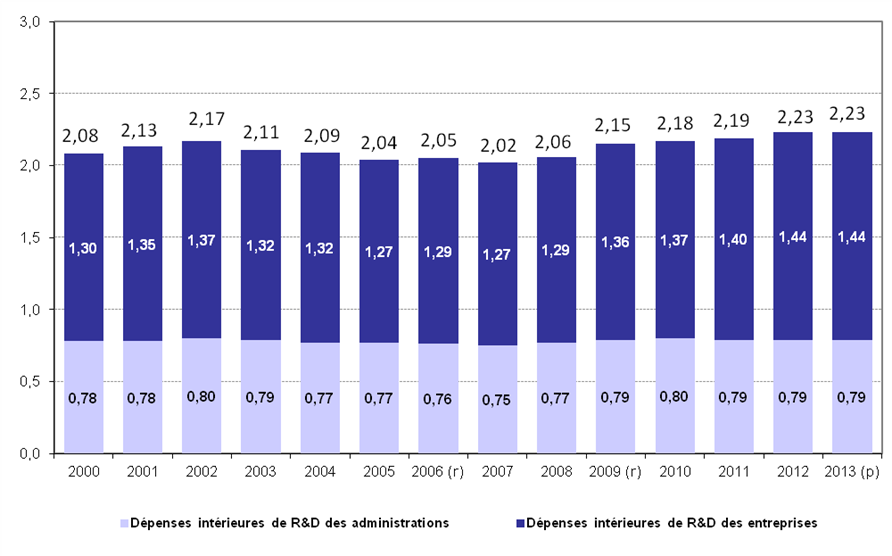 3,0
2,5
2,0
1,5
1,0
0,5
0,0
2,08 2,13 2,17 2,11 2,09 2,04 2,05 2,02 2,06 2,15 2,18 2,19 2,23 2,23
1,30 1,35 1,37 1,32 1,32 1,27 1,29 1,27 1,29 1,36 1,37 1,40 1,44 1,44
0,78 0,78 0,80 0,79 0,77 0,77 0,76 0,75 0,77 0,79 0,80 0,79 0,79 0,79
2000 2001 2002 2003 2004 2005 2006 (r) 2007 2008 2009 (r) 2010 2011 2012 2013 (p)
Dépenses intérieures de R&D des administrations Dépenses intérieures de R&D des entreprises